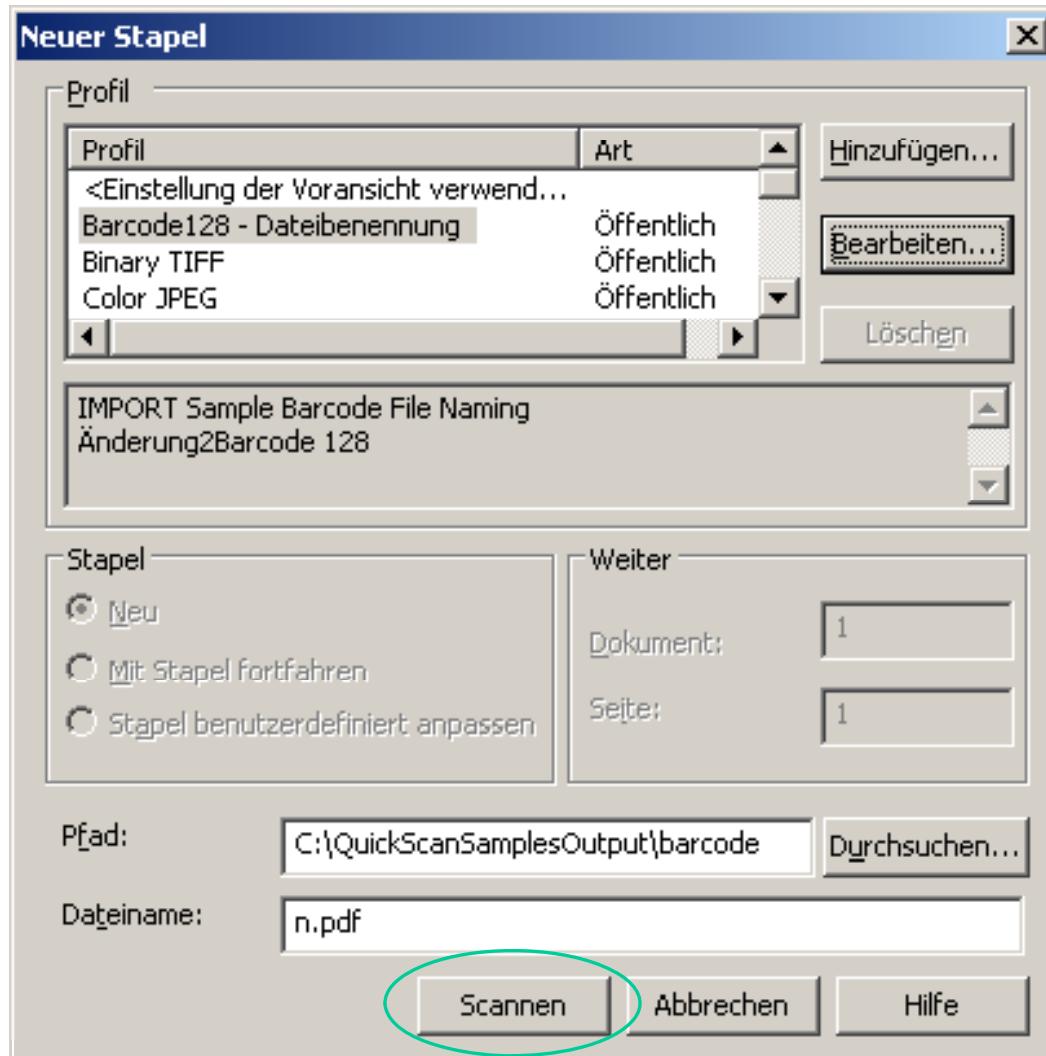 Neuer Stapel
Profil
Profil Art
<Einstellung der Voransicht verwend...
Barcode128 - Dateibenennung Öffentlich
Binary TIFF Öffentlich
Color JPEG Öffentlich
Hinzufügen...
Bearbeiten...
Löschen
IMPORT Sample Barcode File Naming
Änderung2Barcode 128
Stapel
Neu
Mit Stapel fortfahren
Stapel benutzerdefiniert anpassen
Weiter
Dokument: 1
Seite: 1
Pfad: C:\QuickScanSamplesOutput\barcode Durchsuchen...
Dateiname: n.pdf
Scannen Abbrechen Hilfe